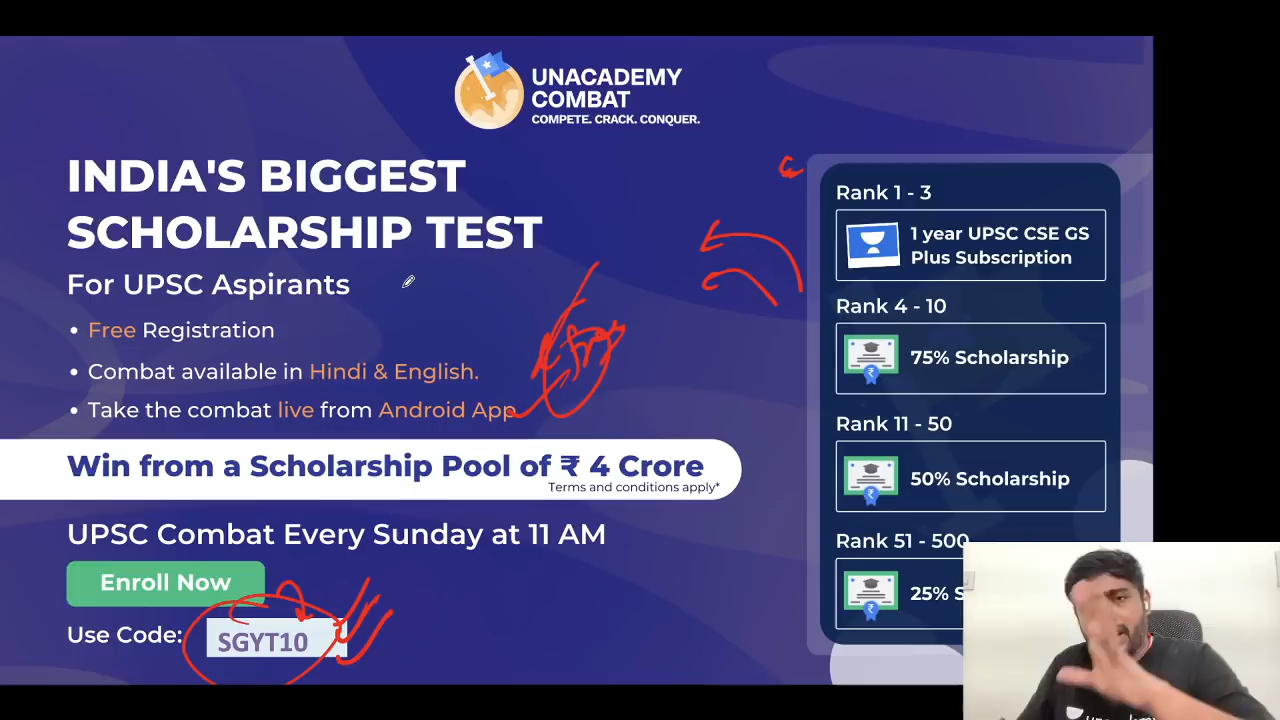 UNACADEMY
COMBAT
COMPETE. CRACK. CONQUER.
INDIA'S BIGGEST
SCHOLARSHIP TEST
For UPSC Aspirants
• Free Registration
• Combat available in Hindi & English.
• Take the combat live from Android App
Win from a Scholarship Pool of ₹ 4 Crore
Terms and conditions apply*
UPSC Combat Every Sunday at 11 AM
Enroll Now
Use Code: SGYT10
Rank 1 - 3
1 year UPSC CSE GS
Plus Subscription
Rank 4 - 10
75% Scholarship
Rank 11 - 50
50% Scholarship
Rank 51 - 500
25%